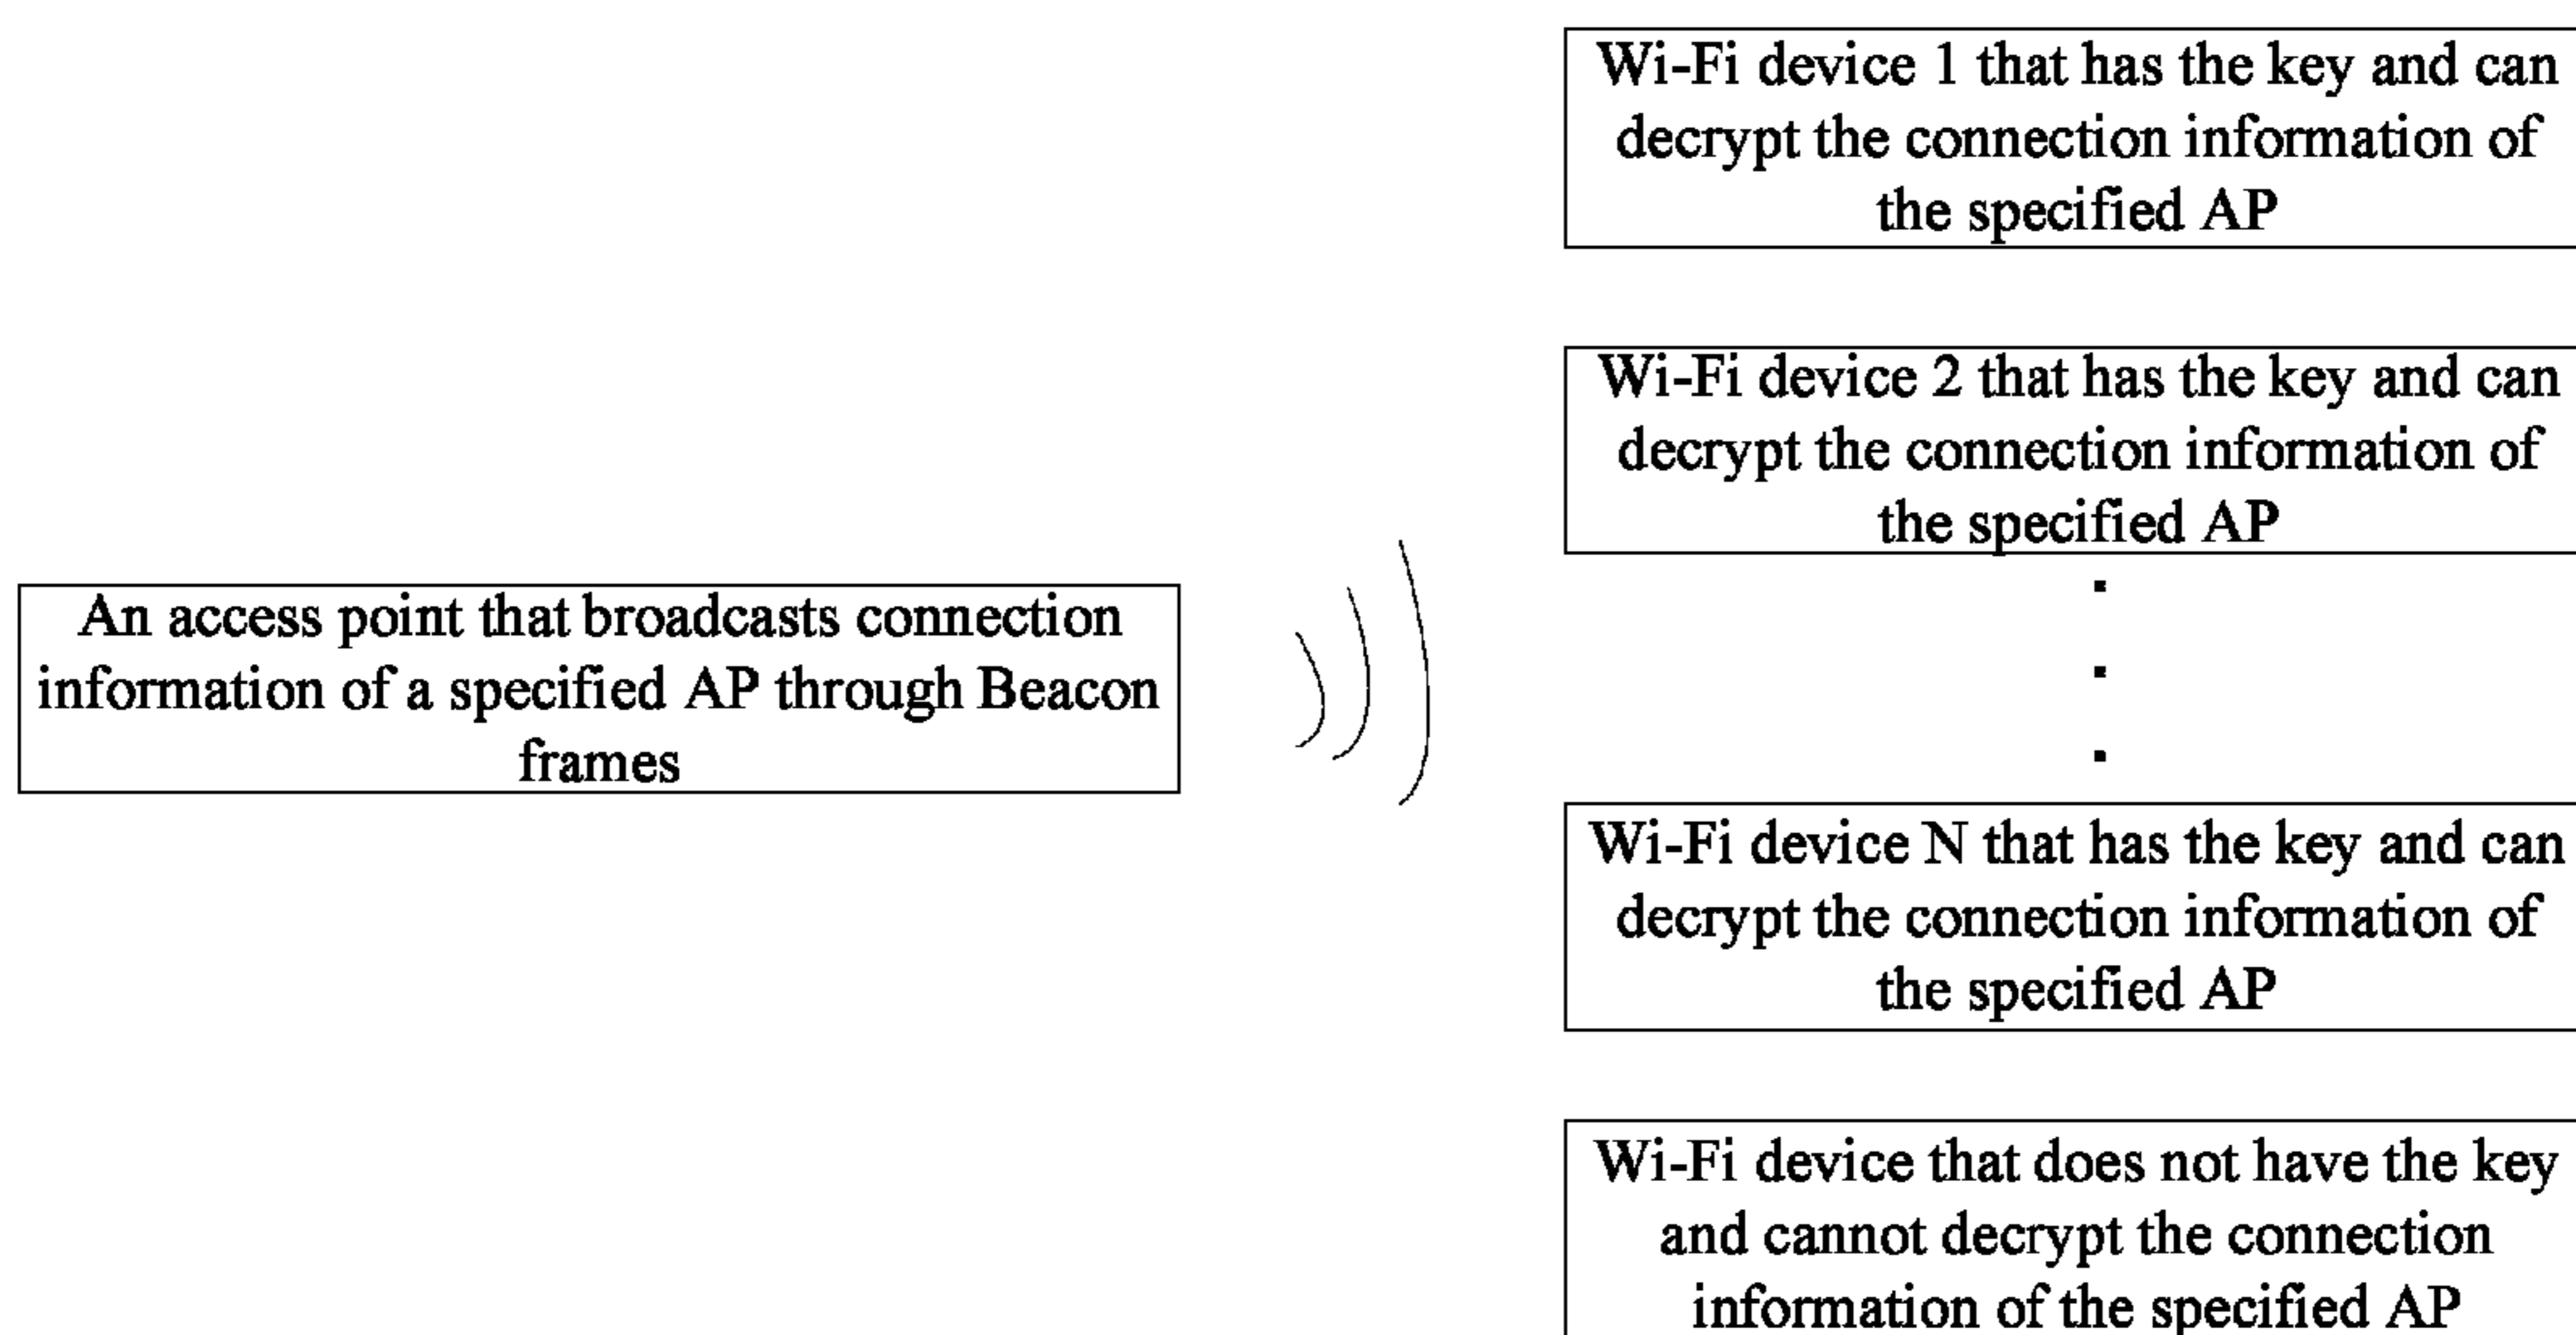 Wi-Fi device 1 that has the key and can
decrypt the connection information of
the specified AP
Wi-Fi device 2 that has the key and can
decrypt the connection information of
the specified AP
An access point that broadcasts connection
information of a specified AP through Beacon
frames
Wi-Fi device N that has the key and can
decrypt the connection information of
the specified AP
Wi-Fi device that does not have the key
and cannot decrypt the connection
information of the specified AP